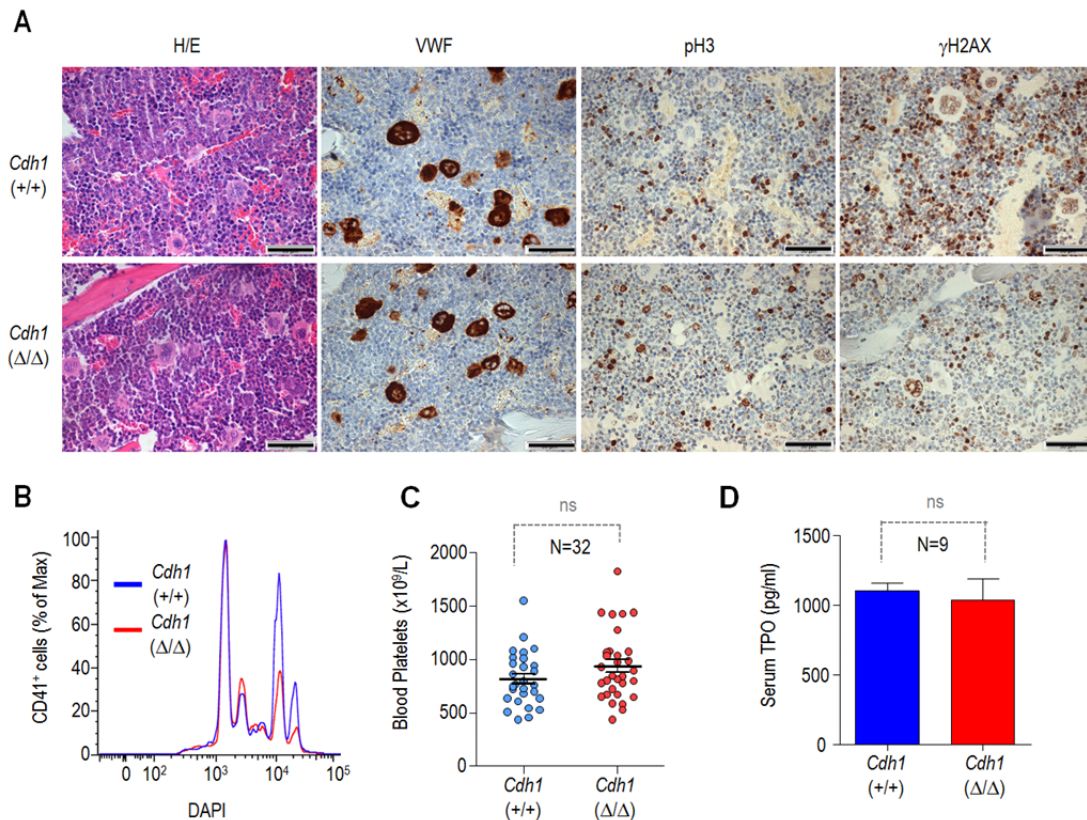 A
H/E VWF pH3 γH2AX
Cdh1
(+/+)
Cdh1
(Δ/Δ)
B
CD41+ cells (% of Max)
100
80
60
40
20
0
0 10² 10³ 10⁴ 10⁵
DAPI
Cdh1
(+/+)
Cdh1
(Δ/Δ)
C
ns
N=32
Blood Platelets (x10⁹/L)
2000
1500
1000
500
0
Cdh1
(+/+)
Cdh1
(Δ/Δ)
D
ns
N=9
Serum TPO (pg/ml)
1500
1000
500
0
Cdh1
(+/+)
Cdh1
(Δ/Δ)